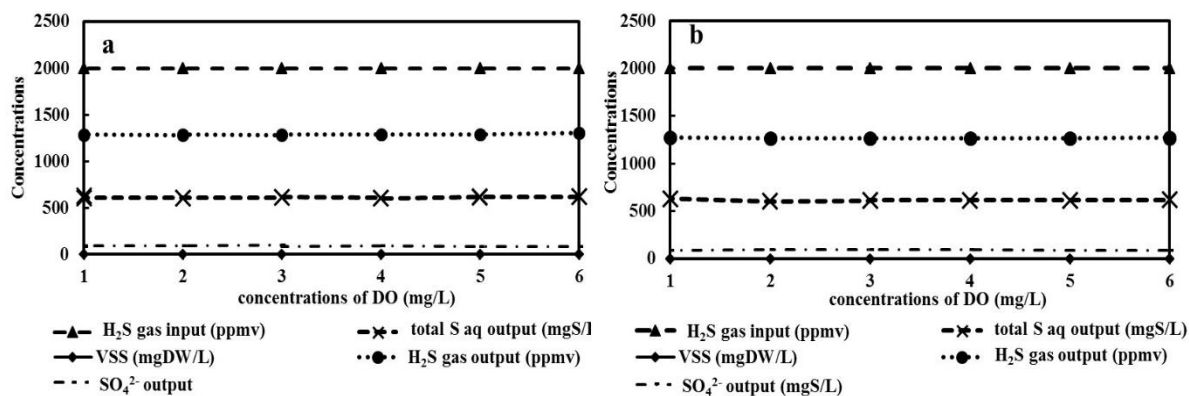 2500
2000
1500
1000
500
0
Concentrations
a
1 2 3 4 5 6
concentrations of DO (mg/L)
H₂S gas input (ppmv)
total S aq output (mgS/l
VSS (mgDW/L)
H₂S gas output (ppmv)
SO₄²⁻ output
2500
2000
1500
1000
500
0
Concentrations
b
1 2 3 4 5 6
concentrations of DO (mg/L)
H₂S gas input (ppmv)
total S aq output (mgS/L)
VSS (mgDW/L)
H₂S gas output (ppmv)
SO₄²⁻ output (mgS/L)